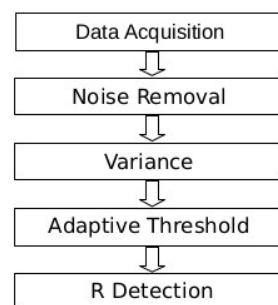 Data Acquisition
Noise Removal
Variance
Adaptive Threshold
R Detection